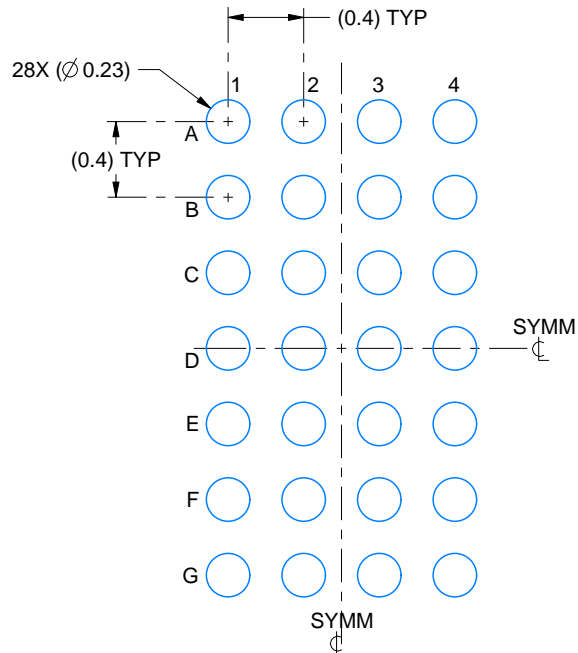 (0.4) TYP
28X (∅ 0.23)
1 2 3 4
A
(0.4) TYP
B
C
SYMM
D
E
F
G
SYMM